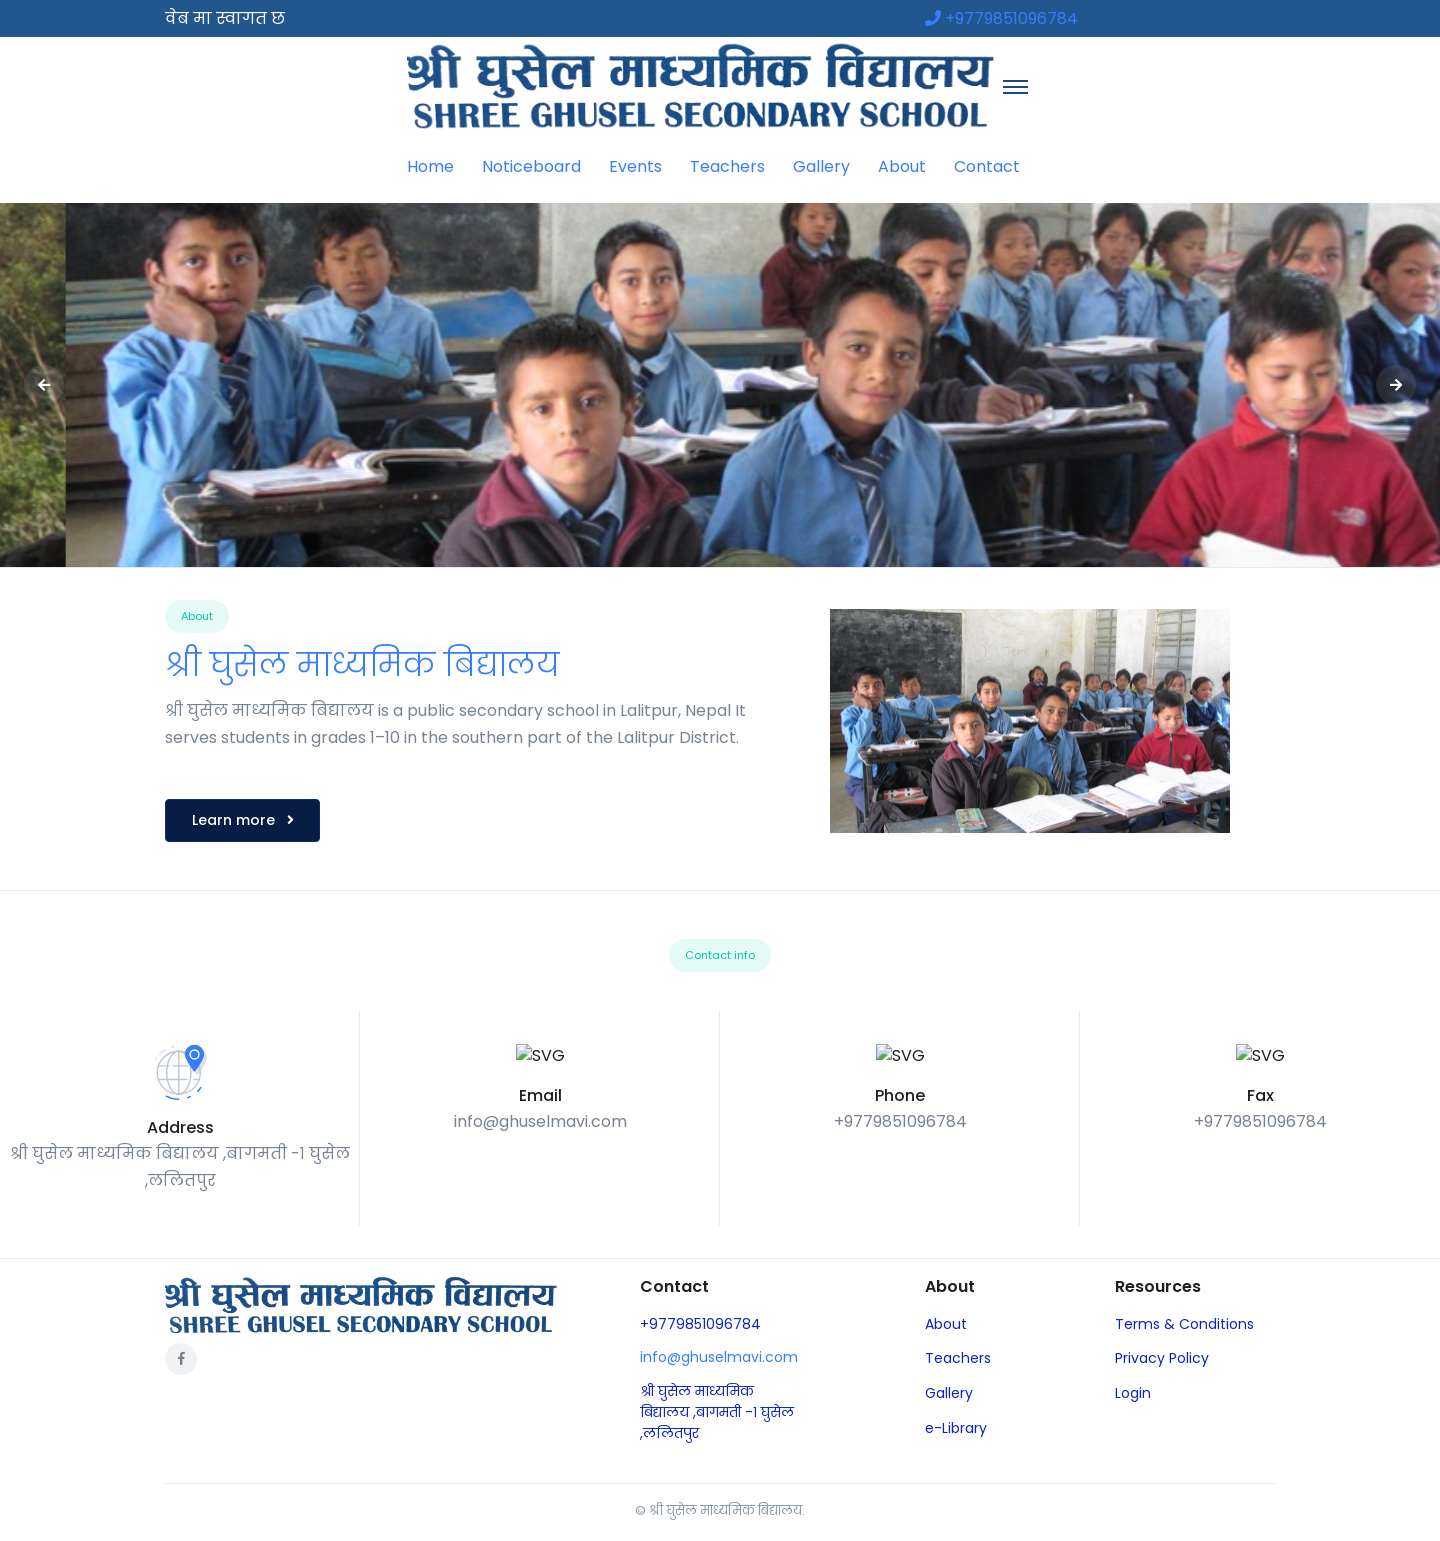 वेब मा स्वागत छ
+9779851096784
श्री घुसेल माध्यमिक विद्यालय
SHREE GHUSEL SECONDARY SCHOOL
Home Noticeboard Events Teachers Gallery About Contact
About
श्री घुसेल माध्यमिक बिद्यालय
श्री घुसेल माध्यमिक बिद्यालय is a public secondary school in Lalitpur, Nepal It
serves students in grades 1–10 in the southern part of the Lalitpur District.
Learn more
Contact info
SVG
SVG
SVG
Address
श्री घुसेल माध्यमिक बिद्यालय ,बागमती -१ घुसेल
,ललितपुर
Email
info@ghuselmavi.com
Phone
+9779851096784
Fax
+9779851096784
श्री घुसेल माध्यमिक विद्यालय
SHREE GHUSEL SECONDARY SCHOOL
Contact
+9779851096784
info@ghuselmavi.com
श्री घुसेल माध्यमिक
बिद्यालय ,बागमती -१ घुसेल
,ललितपुर
About
About
Teachers
Gallery
e-Library
Resources
Terms & Conditions
Privacy Policy
Login
© श्री घुसेल माध्यमिक बिद्यालय.